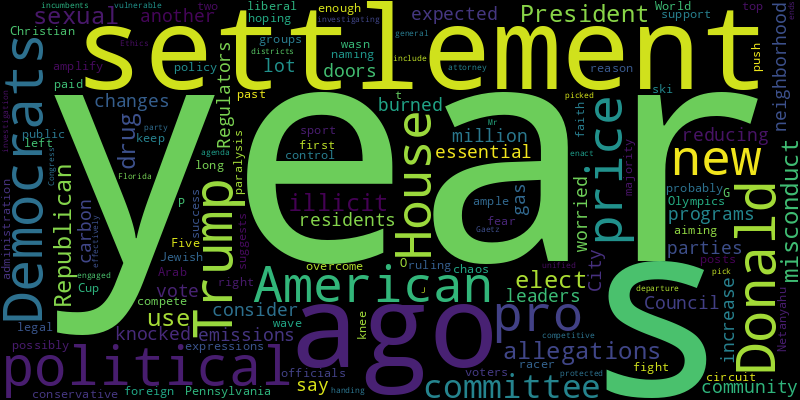 incumbents
sexual
another
two
liberal
hoping
enough
investigating
vulnerable
President
World
support
top
ends
Christian
Ethics
amplify
policy
groups
wasn
naming
expected
general
districts
include
attorney
reason
push
neighborhood
settlement
Democrats
paid
changes
drug
Regulators
past
lot
doors
burned
t
picked
ski
investigation
public
left
party
keep
agenda
long
paralysis
sport
first
control
House
million
Mr
essential
faith
enact
worried
price
majority
reducing
new
year
Republican
Congress
carbon
Florida
effectively
success
P
Trump
suggests
illicit
residents
ample
fear
Gaetz
gas
probably
G
Olympics
programs
aiming
parties
Donald
misconduct
administration
Five
Jewish
Arab
vote
right
overcome
O
ruling
chaos
American
elect
leaders
city
unified
posts
departure
pick
s
Council
increase
Netanyahu
engaged
Cup
compete
legal
use
consider
wave
knee
ago
J
pro
possibly
knocked
emissions
expressions
officials
say
allegations
competitive
racer
voters
fight
circuit
protected
political
conservative
foreign
Pennsylvania
handing
committee
community